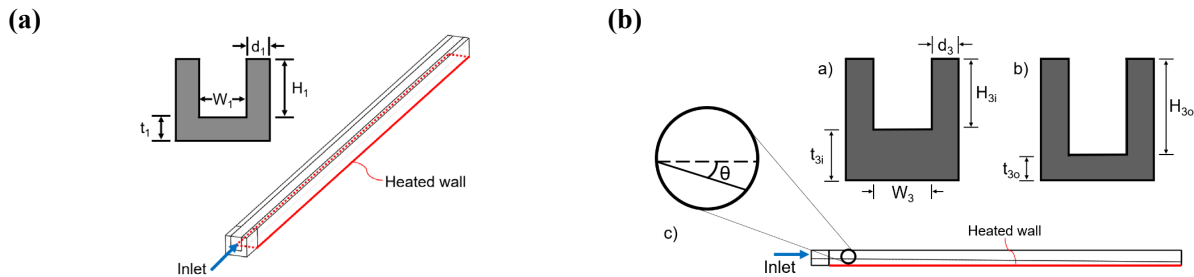 (a)
d₁
W₁
H₁
t₁
Heated wall
Inlet
(b)
a)
d₃
H₃ᵢ
t₃ᵢ
W₃
b)
H₃ₒ
t₃ₒ
θ
c)
Heated wall
Inlet